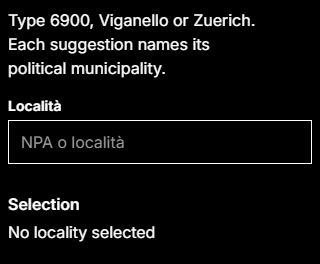 Type 6900, Viganello or Zuerich.
Each suggestion names its
political municipality.
Località
NPA o località
Selection
No locality selected